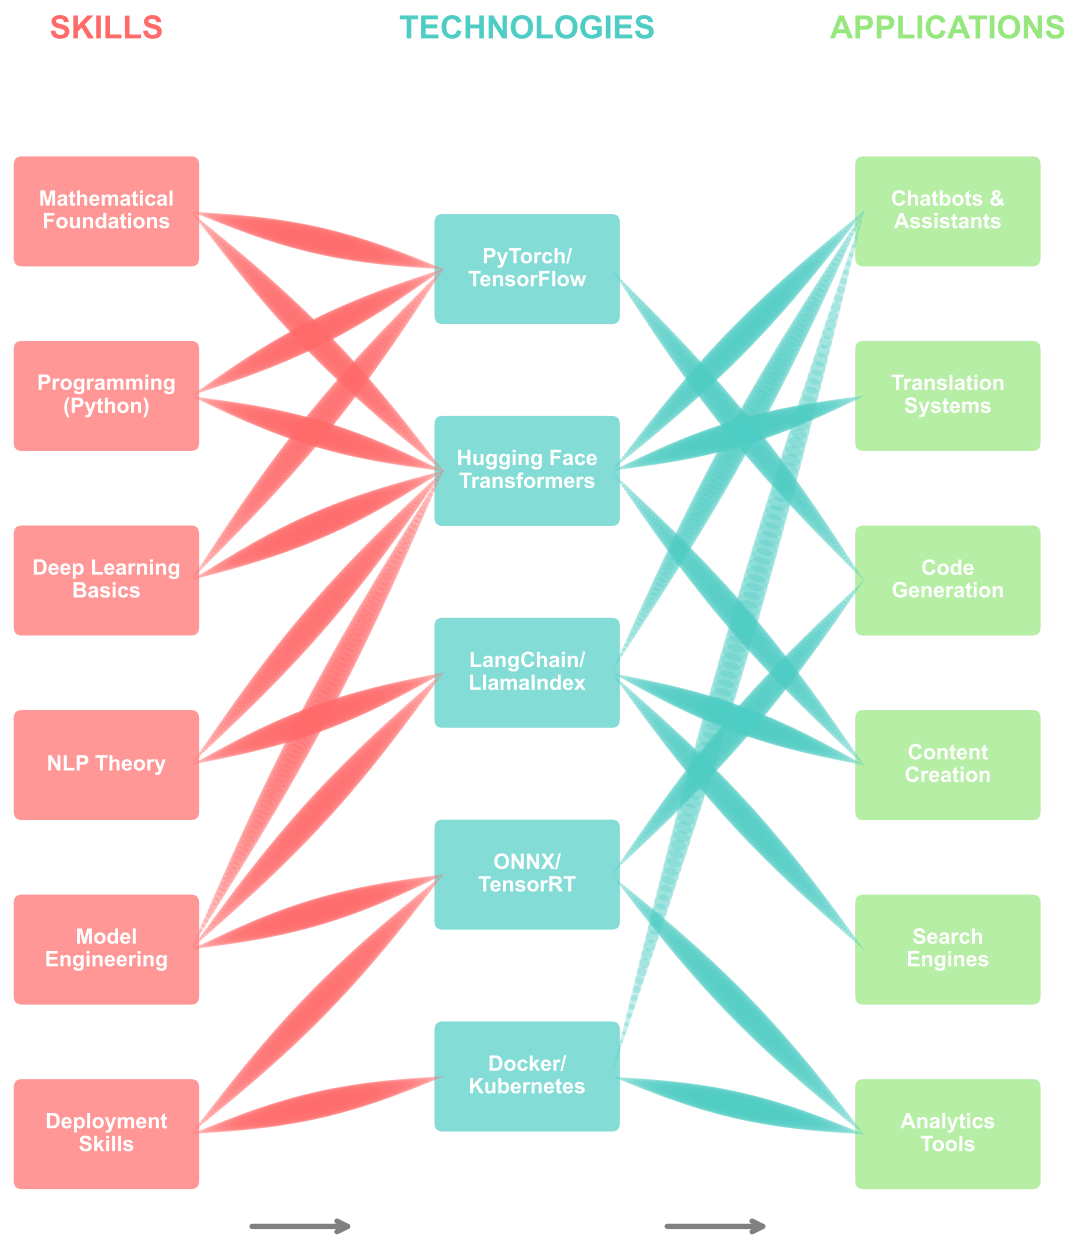 SKILLS
TECHNOLOGIES
APPLICATIONS
Mathematical
Foundations
Programming
(Python)
Deep Learning
Basics
NLP Theory
Model
Engineering
Deployment
Skills
PyTorch/
TensorFlow
Hugging Face
Transformers
LangChain/
LlamaIndex
ONNX/
TensorRT
Docker/
Kubernetes
Chatbots &
Assistants
Translation
Systems
Code
Generation
Content
Creation
Search
Engines
Analytics
Tools